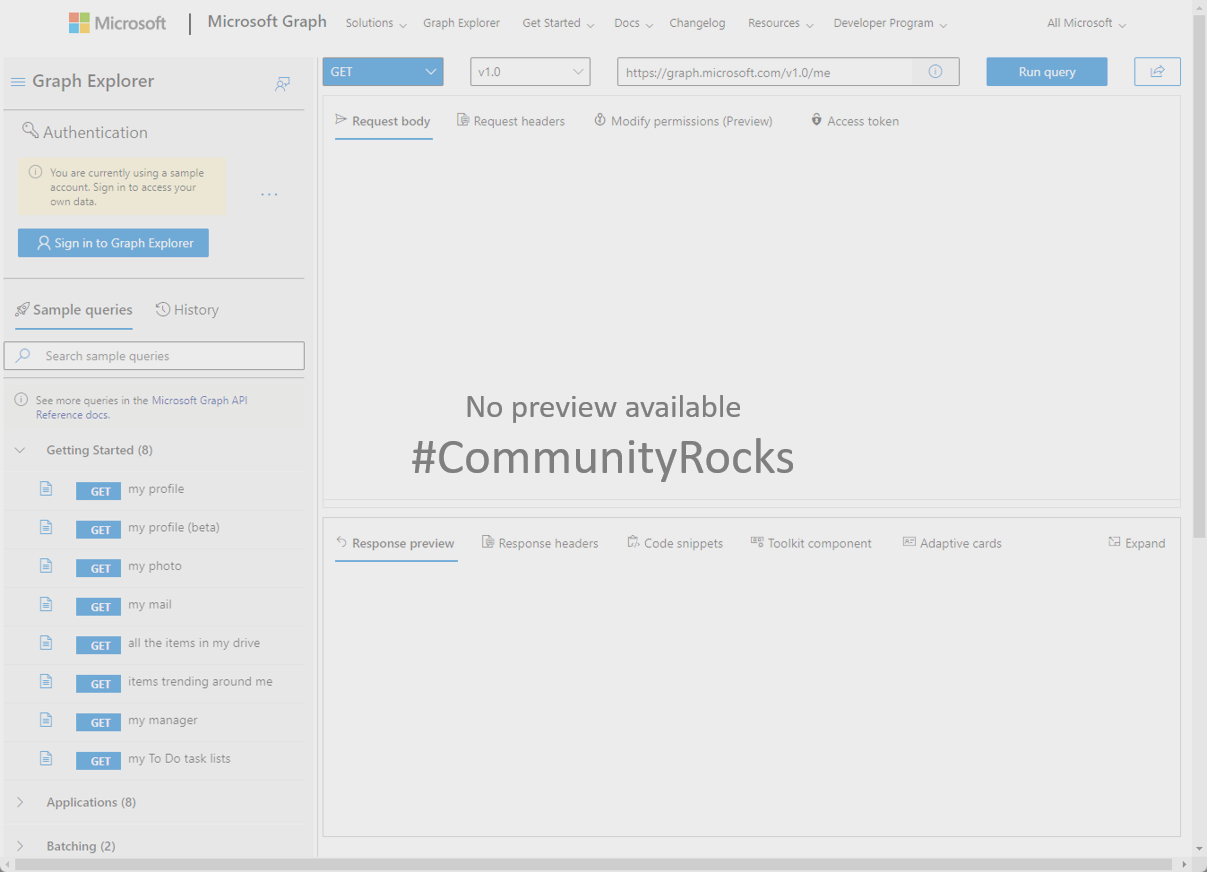 Microsoft | Microsoft Graph Solutions Graph Explorer Get Started Docs Changelog Resources Developer Program All Microsoft
Graph Explorer
GET v1.0 https://graph.microsoft.com/v1.0/me Run query
Authentication
You are currently using a sample
account. Sign in to access your
own data.
...
Sign in to Graph Explorer
Sample queries History
Search sample queries
See more queries in the Microsoft Graph API
Reference docs.
Getting Started (8)
GET my profile
GET my profile (beta)
GET my photo
GET my mail
GET all the items in my drive
GET items trending around me
GET my manager
GET my To Do task lists
Applications (8)
Batching (2)
Request body Request headers Modify permissions (Preview) Access token
No preview available
#CommunityRocks
Response preview Response headers Code snippets Toolkit component Adaptive cards Expand